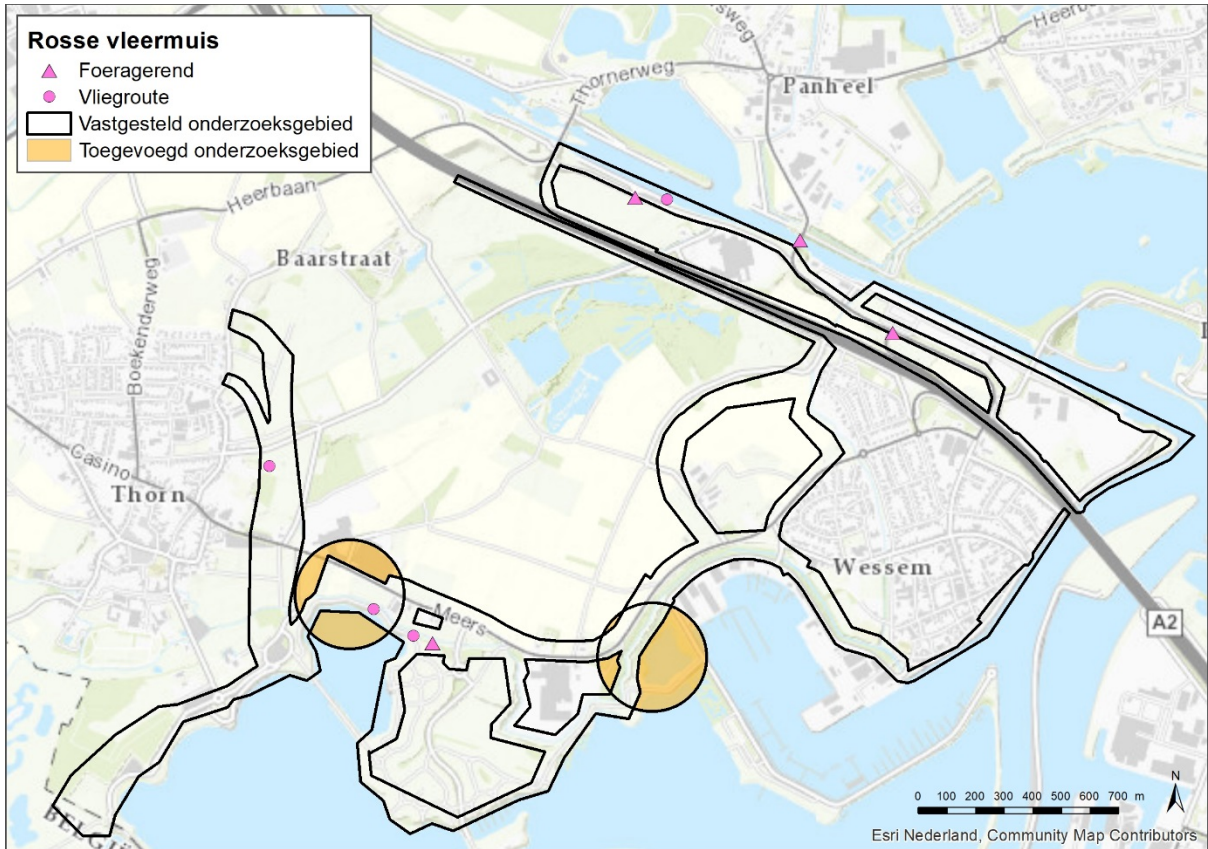 Rosse vleermuis
Foeragerend
Vliegroute
Vastgesteld onderzoeksgebied
Toegevoegd onderzoeksgebied
Heerbaan
Thornerweg
Panheel
Heerbaan
Baarstraat
Boekenderweg
Casino
Thorn
Meers
Wessem
A2
N
0 100 200 300 400 500 600 700 m
Esri Nederland, Community Map Contributors